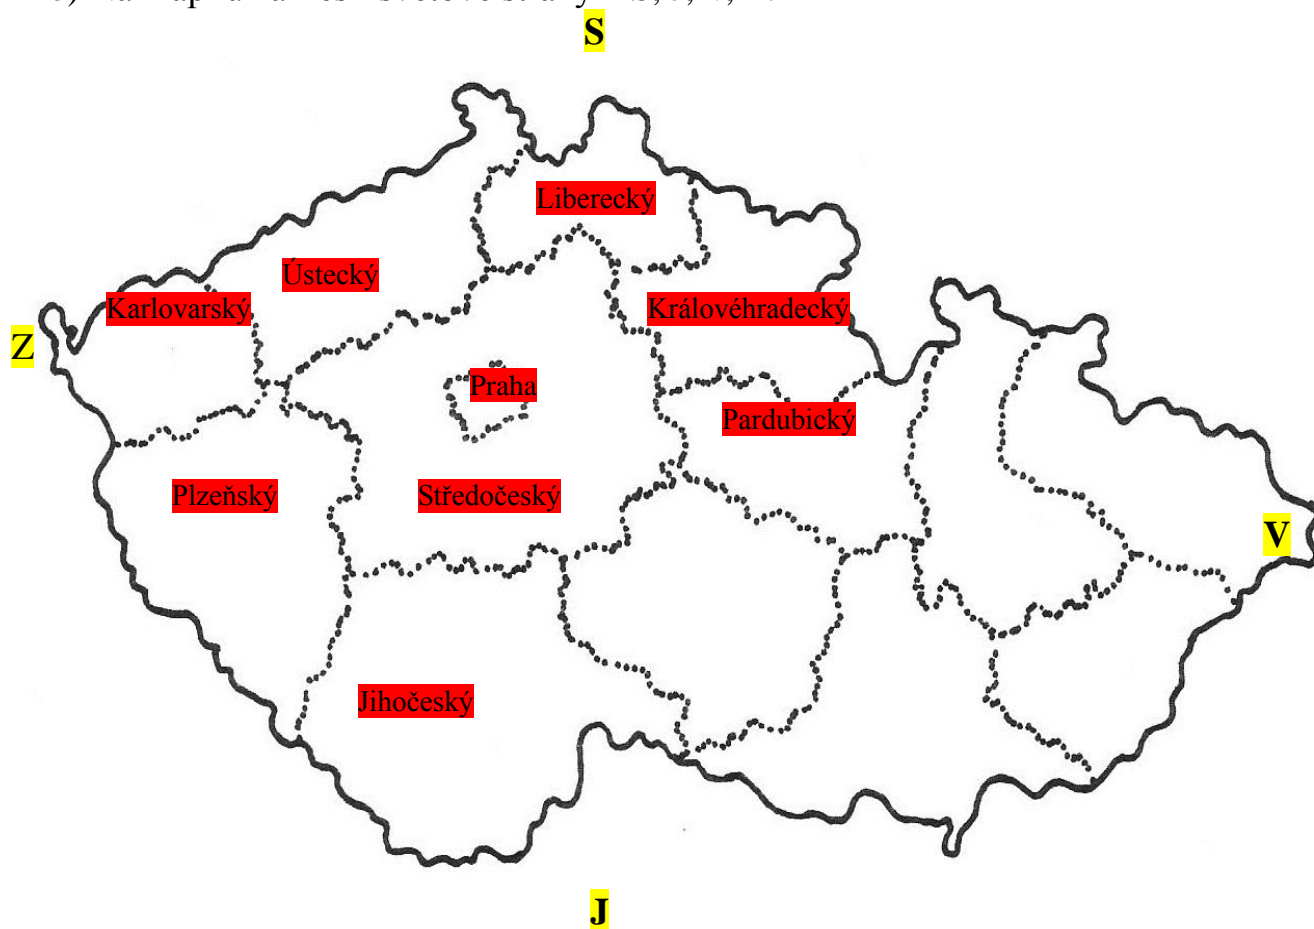 S
Liberecký
Ústecký
Karlovarský
Královéhradecký
Z
Praha
Pardubický
Plzeňský
Středočeský
V
Jihočeský
J